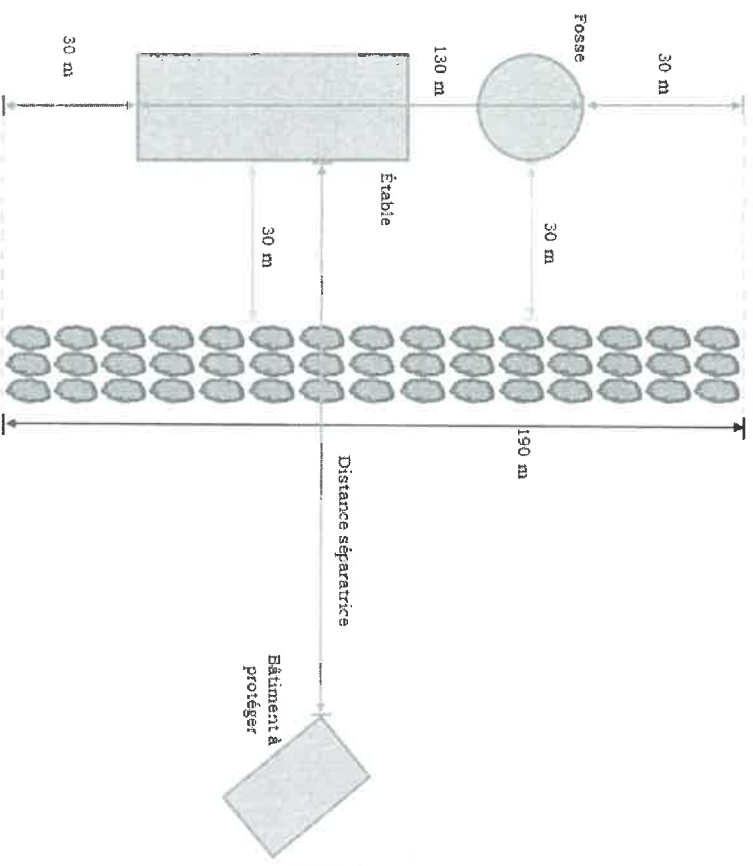 Fosse
30 m
130 m
30 m
Étable
30 m
30 m
190 m
Distance séparatrice
Bâtiment à
protéger